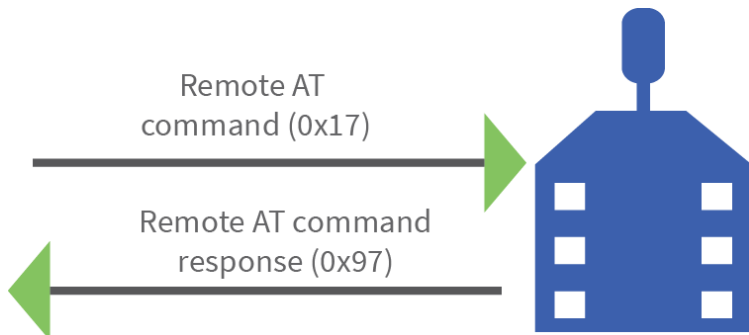 Remote AT
command (0x17)
Remote AT command
response (0x97)